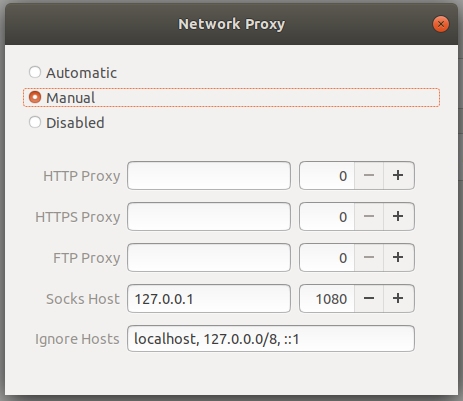 Network Proxy
Automatic
Manual
Disabled
HTTP Proxy 0 − +
HTTPS Proxy 0 − +
FTP Proxy 0 − +
Socks Host 127.0.0.1 1080 − +
Ignore Hosts localhost, 127.0.0.0/8, ::1